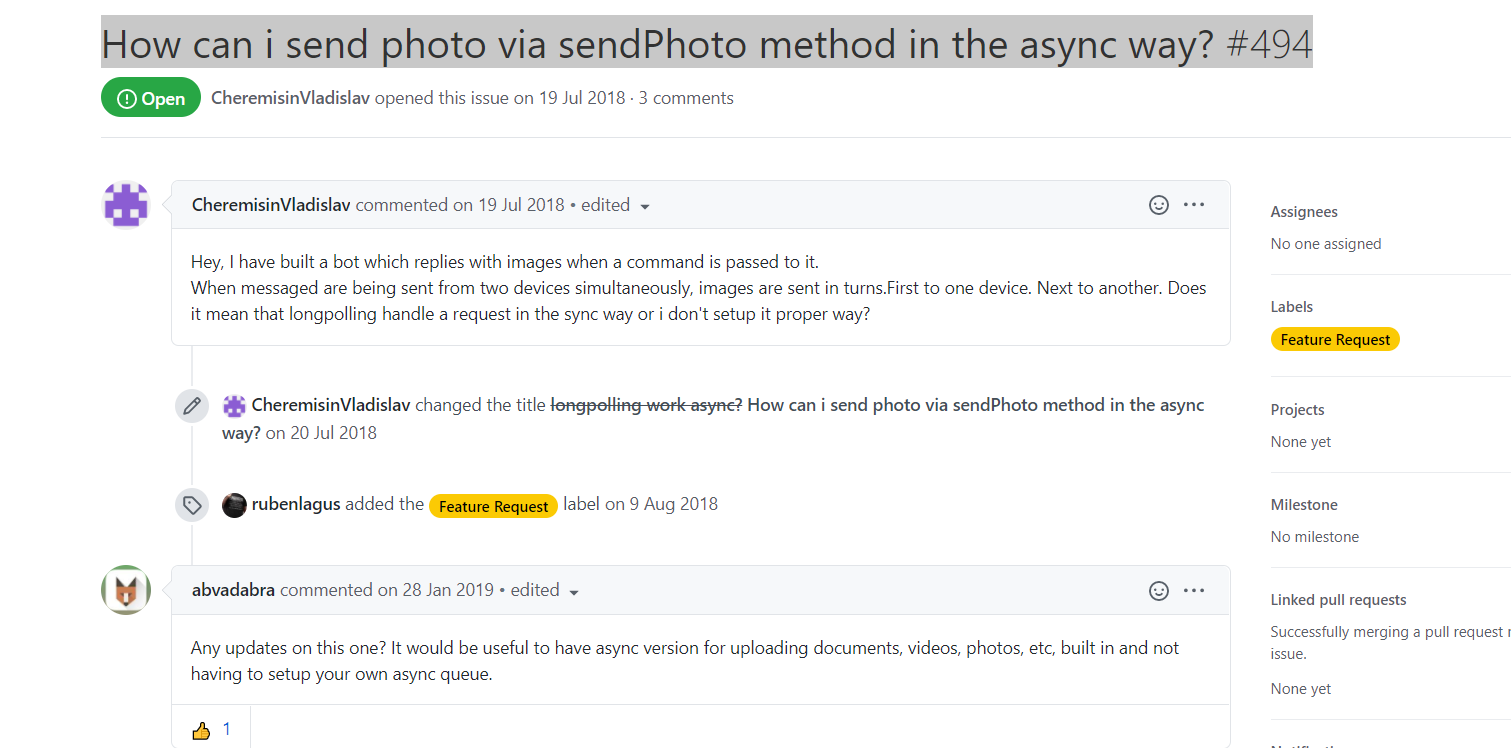 How can i send photo via sendPhoto method in the async way? #494
Open CheremisinVladislav opened this issue on 19 Jul 2018 · 3 comments
CheremisinVladislav commented on 19 Jul 2018 • edited
Hey, I have built a bot which replies with images when a command is passed to it.
When messaged are being sent from two devices simultaneously, images are sent in turns.First to one device. Next to another. Does
it mean that longpolling handle a request in the sync way or i don't setup it proper way?
CheremisinVladislav changed the title longpolling work async? How can i send photo via sendPhoto method in the async
way? on 20 Jul 2018
rubenlagus added the Feature Request label on 9 Aug 2018
abvadabra commented on 28 Jan 2019 • edited
Any updates on this one? It would be useful to have async version for uploading documents, videos, photos, etc, built in and not
having to setup your own async queue.
1
Assignees
No one assigned
Labels
Feature Request
Projects
None yet
Milestone
No milestone
Linked pull requests
Successfully merging a pull request
issue.
None yet